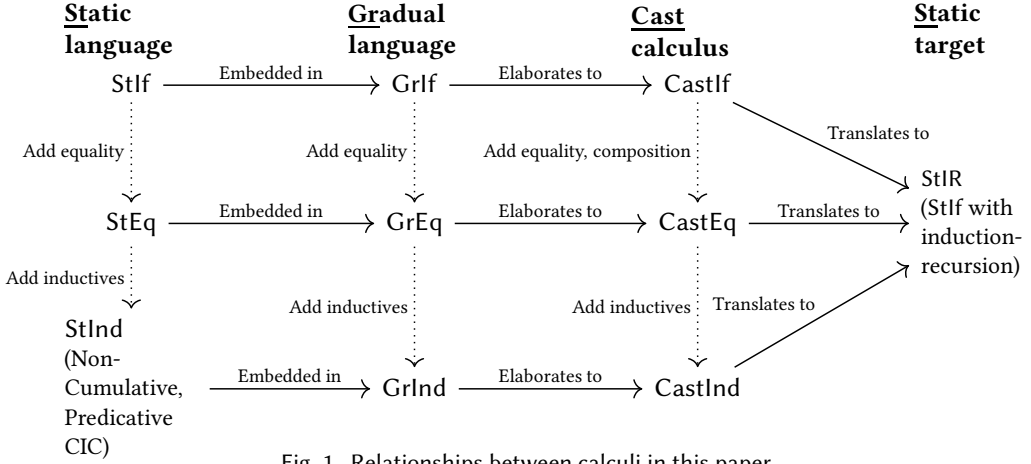 Static language
Gradual language
Cast calculus
Static target
StIf
Embedded in
GrIf
Elaborates to
CastIf
Translates to
Add equality
Add equality
Add equality, composition
StIR
(StIf with
induction-
recursion)
StEq
Embedded in
GrEq
Elaborates to
CastEq
Translates to
Add inductives
Add inductives
Add inductives
Translates to
StInd
(Non-
Cumulative,
Predicative
CIC)
Embedded in
GrInd
Elaborates to
CastInd
Fig. 1. Relationships between calculi in this paper